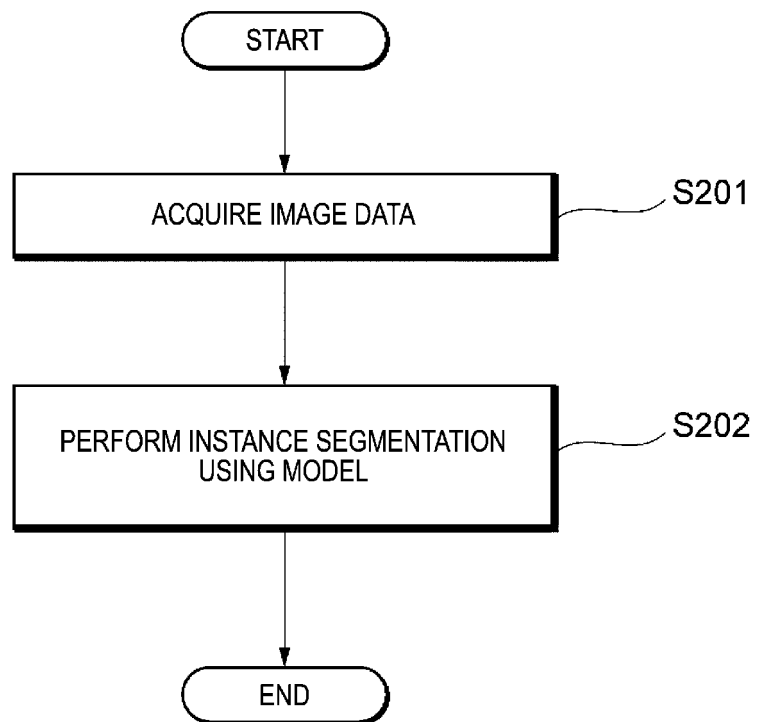 START
ACQUIRE IMAGE DATA
S201
PERFORM INSTANCE SEGMENTATION
USING MODEL
S202
END